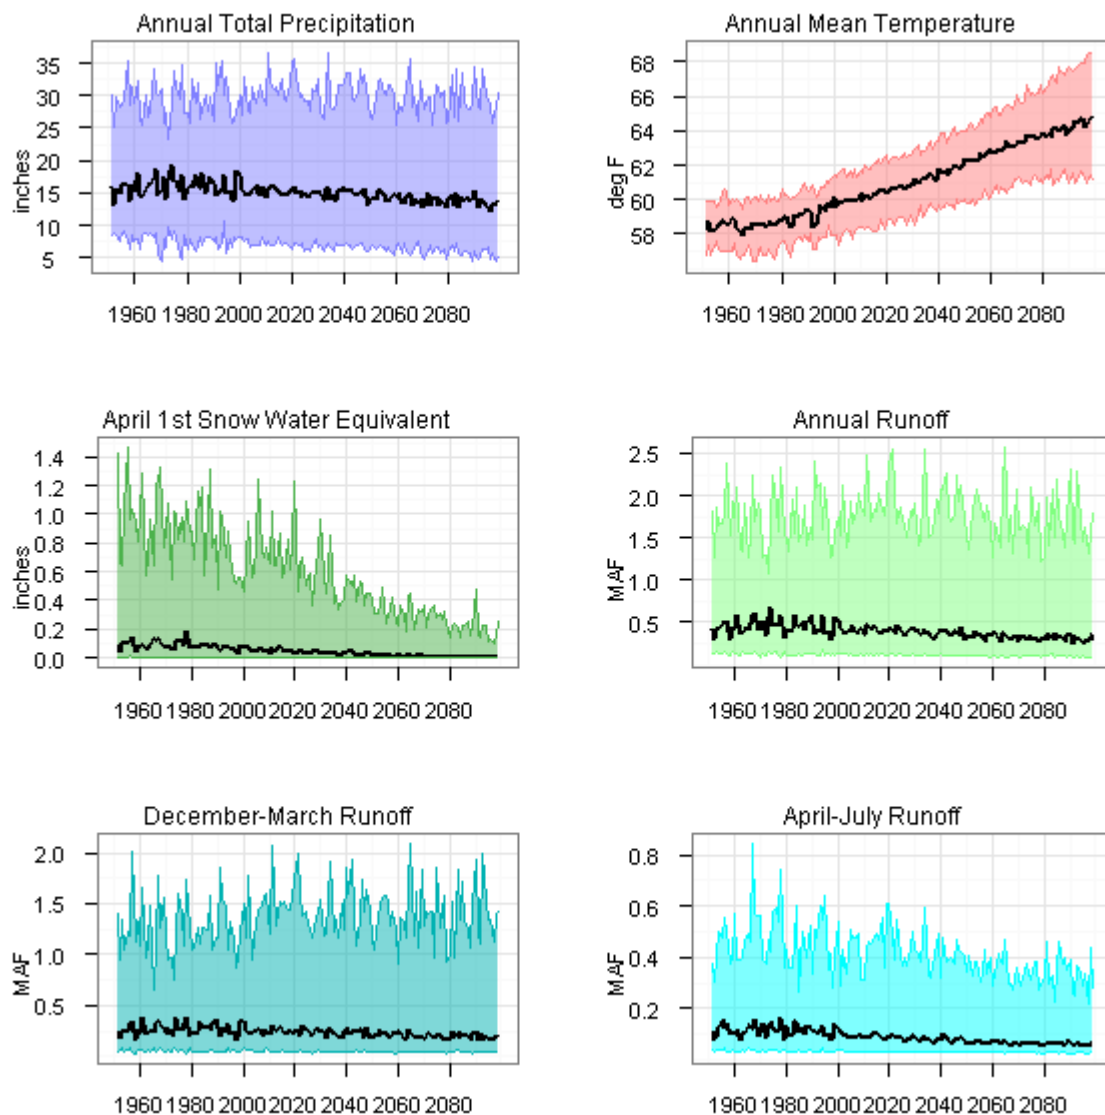 Annual Total Precipitation
inches
35
30
25
20
15
10
5
1960 1980 2000 2020 2040 2060 2080
Annual Mean Temperature
deg F
68
66
64
62
60
58
1960 1980 2000 2020 2040 2060 2080
April 1st Snow Water Equivalent
inches
1.4
1.2
1.0
0.8
0.6
0.4
0.2
0.0
1960 1980 2000 2020 2040 2060 2080
Annual Runoff
MAF
2.5
2.0
1.5
1.0
0.5
1960 1980 2000 2020 2040 2060 2080
December-March Runoff
MAF
2.0
1.5
1.0
0.5
1960 1980 2000 2020 2040 2060 2080
April-July Runoff
MAF
0.8
0.6
0.4
0.2
1960 1980 2000 2020 2040 2060 2080